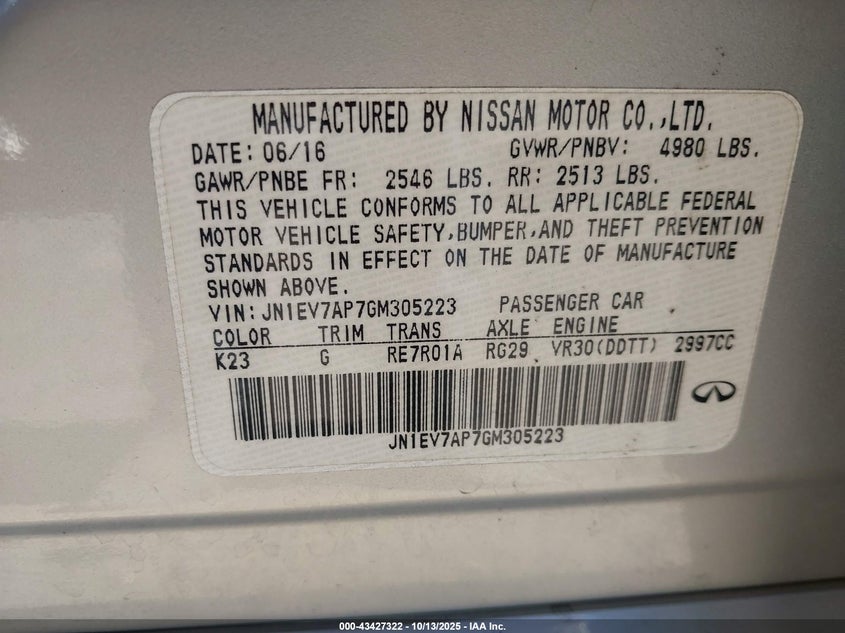 MANUFACTURED BY NISSAN MOTOR CO.,LTD.
DATE: 06/16 GVWR/PNBV: 4980 LBS.
GAWR/PNBE FR: 2546 LBS. RR: 2513 LBS.
THIS VEHICLE CONFORMS TO ALL APPLICABLE FEDERAL
MOTOR VEHICLE SAFETY,BUMPER,AND THEFT PREVENTION
STANDARDS IN EFFECT ON THE DATE OF MANUFACTURE
SHOWN ABOVE.
VIN: JN1EV7AP7GM305223 PASSENGER CAR
COLOR TRIM TRANS AXLE ENGINE
K23 G RE7R01A RG29 VR30(DDTT) 2997CC
JN1EV7AP7GM305223
000-43427322 | 10/13/2025 - IAA Inc.